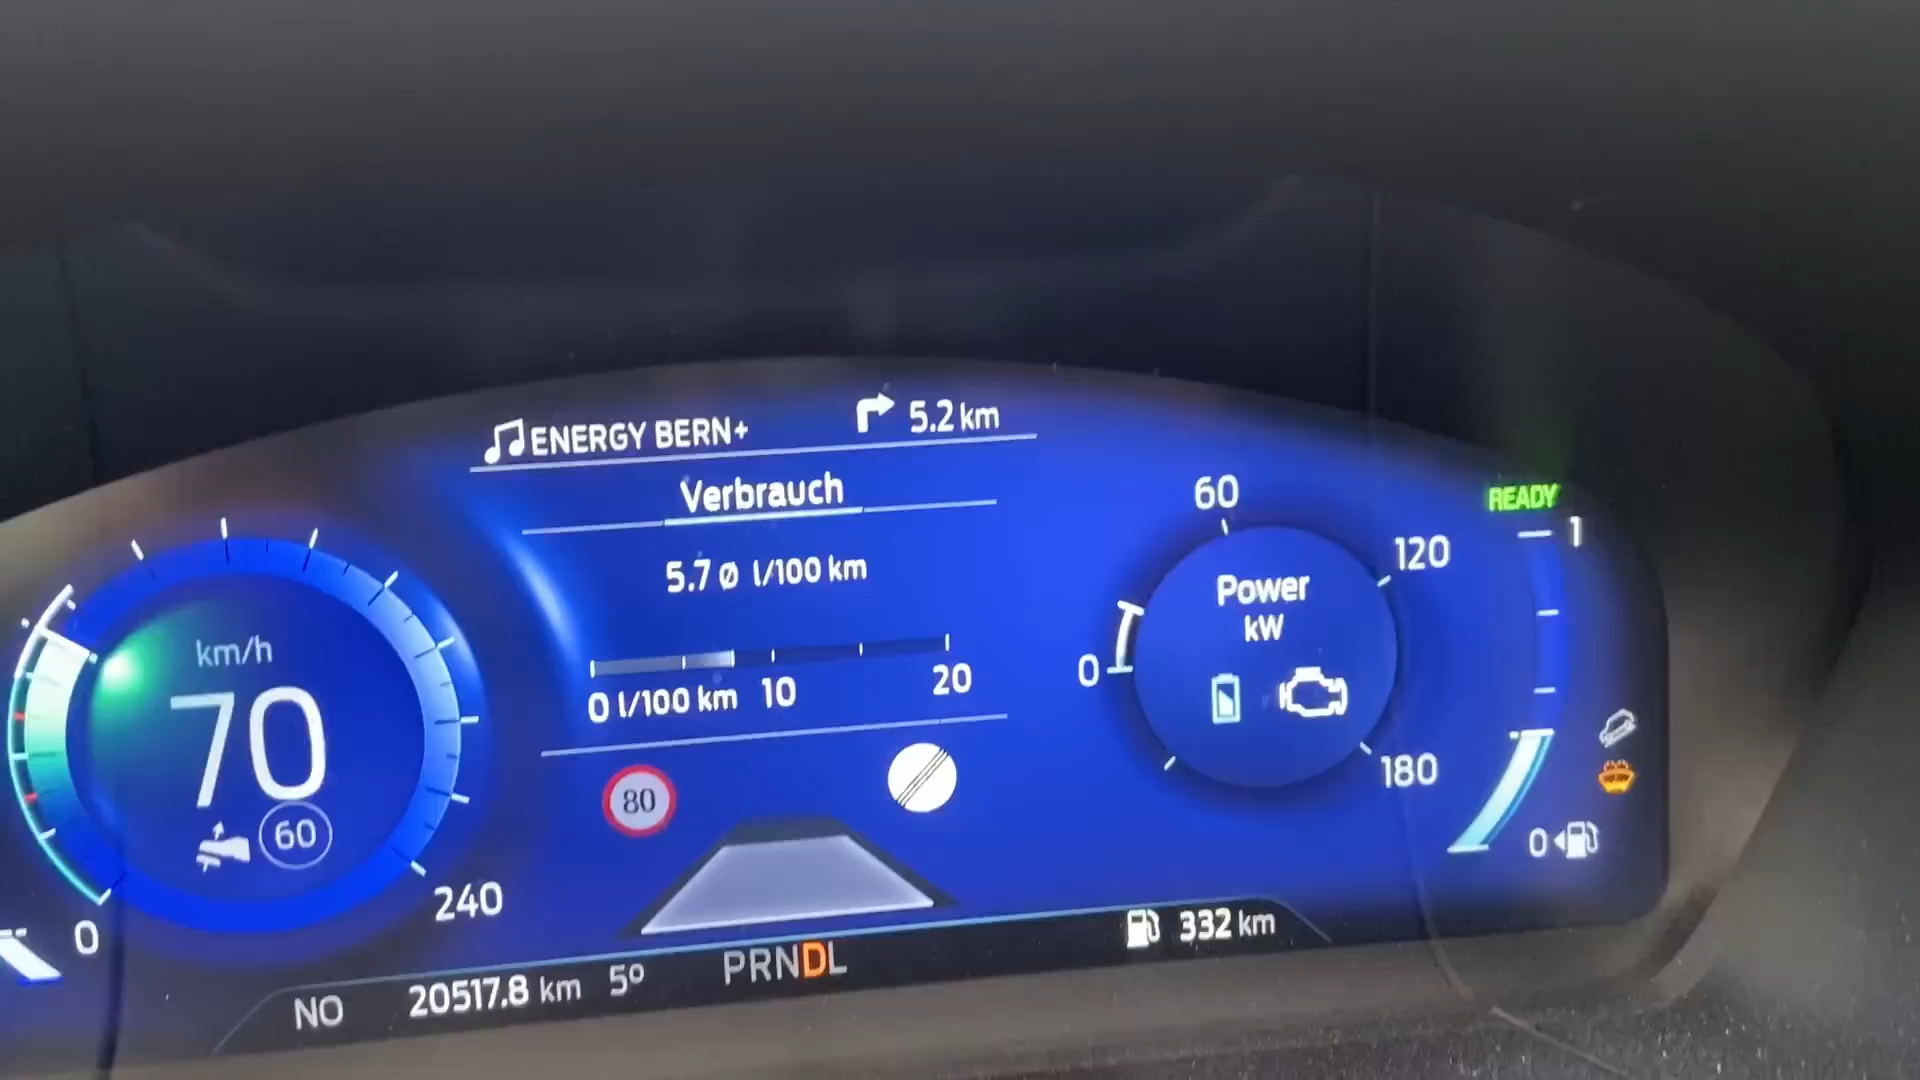 ENERGY BERN+ 5.2 km
Verbrauch
5.7 ø l/100 km
0 l/100 km 10 20
80
km/h
70
60
0
240
60
120
Power
kW
0
180
READY
1
0
332 km
NO 20517.8 km 5° PRNDL